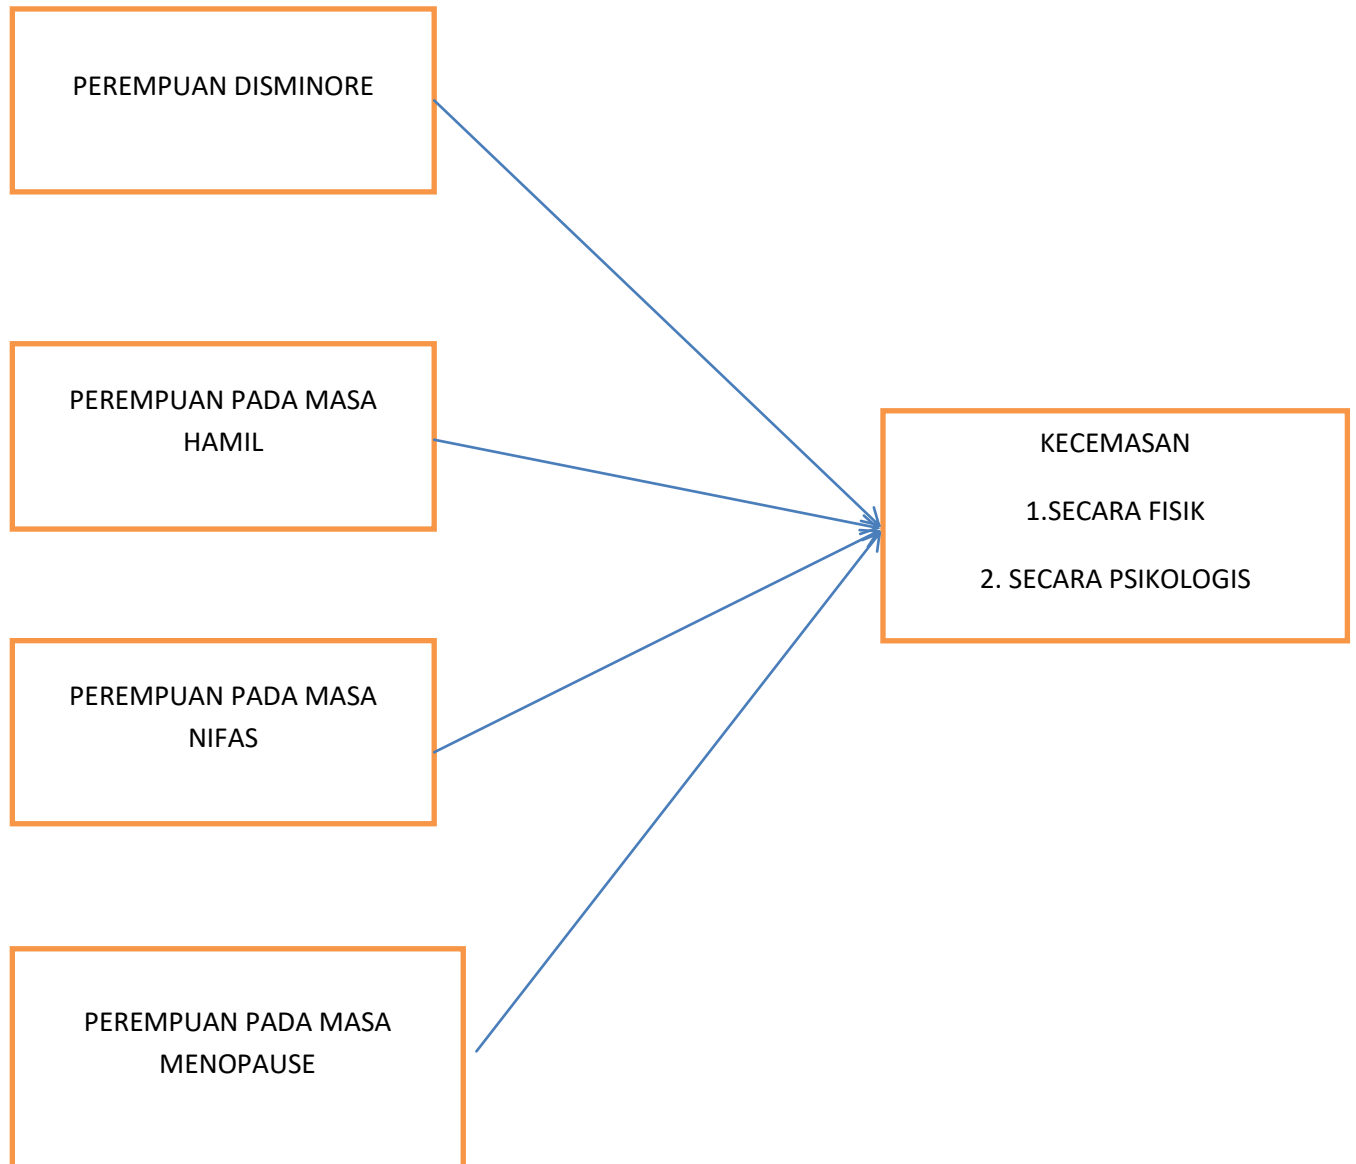 PEREMPUAN DISMINORE
PEREMPUAN PADA MASA
HAMIL
PEREMPUAN PADA MASA
NIFAS
PEREMPUAN PADA MASA
MENOPAUSE
KECEMASAN
1.SECARA FISIK
2. SECARA PSIKOLOGIS